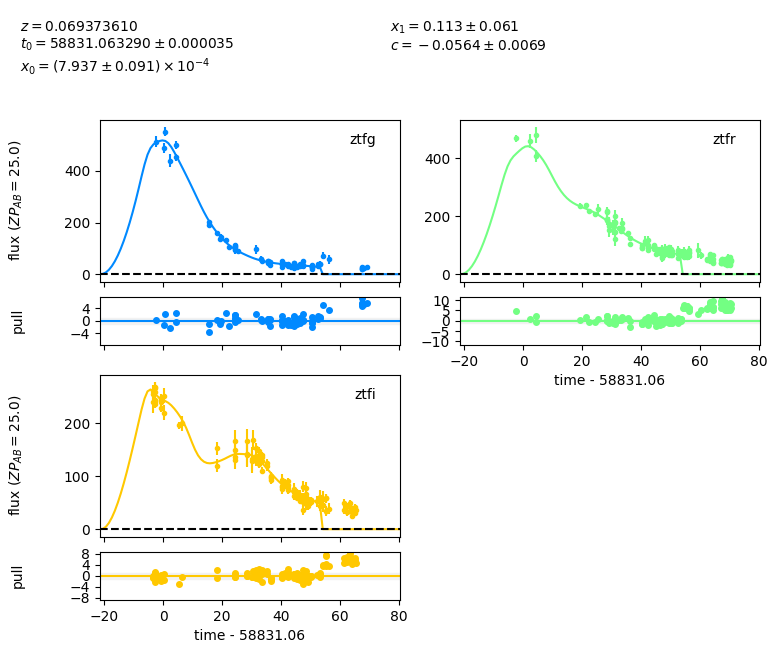 z = 0.069373610
t₀ = 58831.063290 ± 0.000035
x₀ = (7.937 ± 0.091) × 10⁻⁴
x₁ = 0.113 ± 0.061
c = −0.0564 ± 0.0069
ztfg
flux (ZP_AB = 25.0)
400
200
0
pull
4
0
−4
ztfr
400
200
0
10
5
0
−5
−10
−20 0 20 40 60 80
time - 58831.06
ztfi
flux (ZP_AB = 25.0)
200
100
0
pull
8
4
0
−4
−8
−20 0 20 40 60 80
time - 58831.06